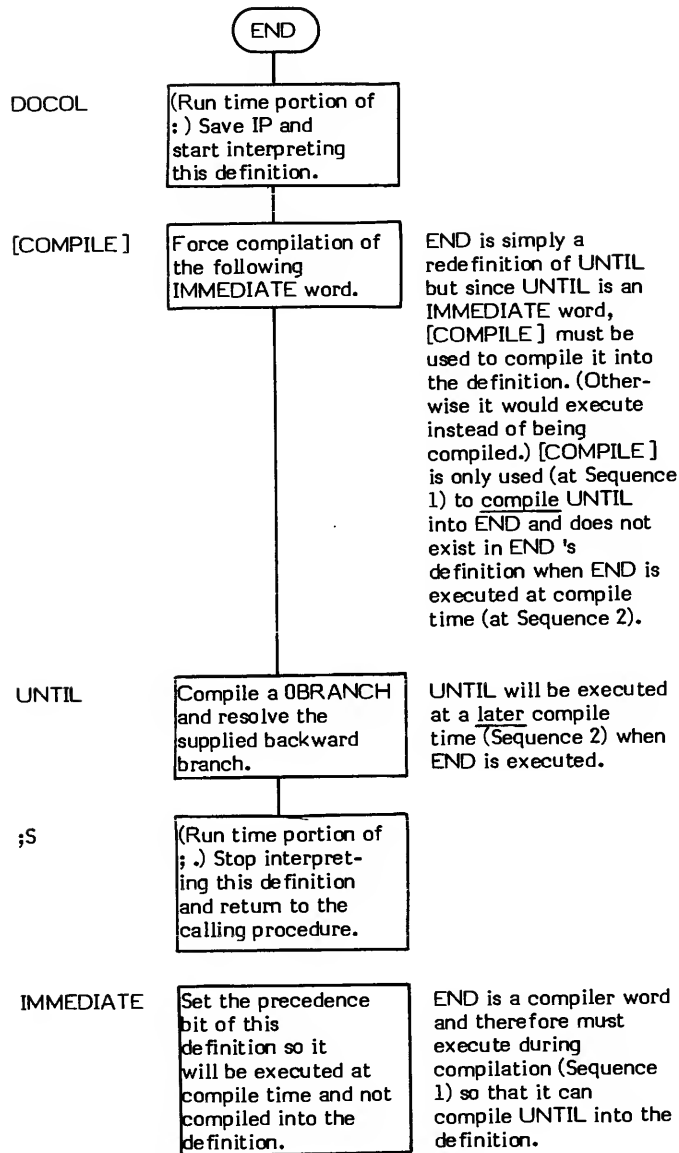 END
DOCOL
(Run time portion of
: ) Save IP and
start interpreting
this definition.
[COMPILE]
Force compilation of
the following
IMMEDIATE word.
END is simply a
redefinition of UNTIL
but since UNTIL is an
IMMEDIATE word,
[COMPILE] must be
used to compile it into
the definition. (Other-
wise it would execute
instead of being
compiled.) [COMPILE]
is only used (at Sequence
1) to compile UNTIL
into END and does not
exist in END 's
definition when END is
executed at compile
time (at Sequence 2).
UNTIL
Compile a 0BRANCH
and resolve the
supplied backward
branch.
UNTIL will be executed
at a later compile
time (Sequence 2) when
END is executed.
;S
(Run time portion of
; .) Stop interpret-
ing this definition
and return to the
calling procedure.
IMMEDIATE
Set the precedence
bit of this
definition so it
will be executed at
compile time and not
compiled into the
definition.
END is a compiler word
and therefore must
execute during
compilation (Sequence
1) so that it can
compile UNTIL into the
definition.